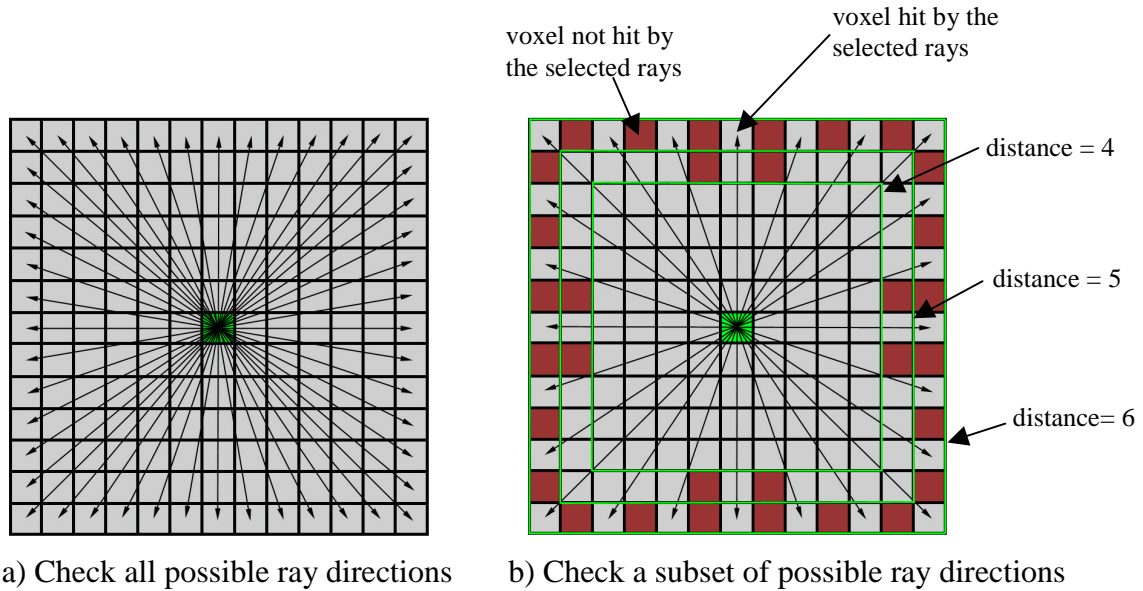 voxel not hit by
the selected rays
voxel hit by the
selected rays
distance = 4
distance = 5
distance= 6
a) Check all possible ray directions
b) Check a subset of possible ray directions